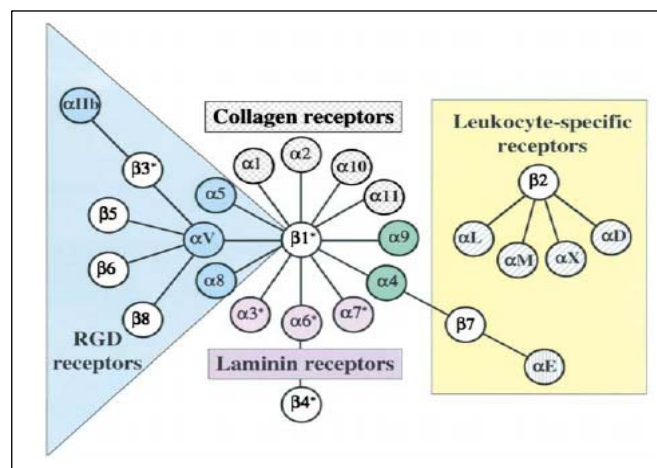 αIIb
β3*
β5
β6
β8
αV
α5
α8
RGD
receptors
Collagen receptors
α1
α2
α10
α11
β1*
α9
α4
α3*
α6*
α7*
Laminin receptors
β4*
Leukocyte-specific
receptors
β2
αL
αM
αX
αD
β7
αE